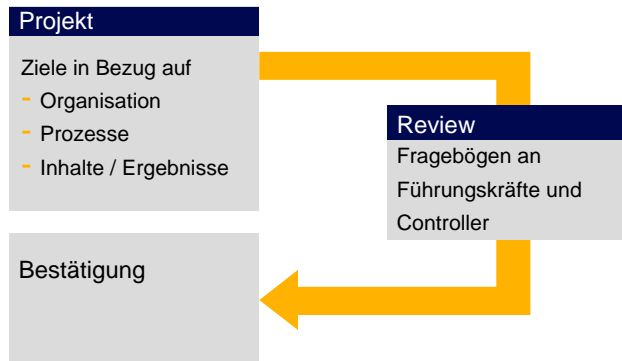 Projekt
Ziele in Bezug auf
- Organisation
- Prozesse
- Inhalte / Ergebnisse
Review
Fragebögen an
Führungskräfte und
Controller
Bestätigung